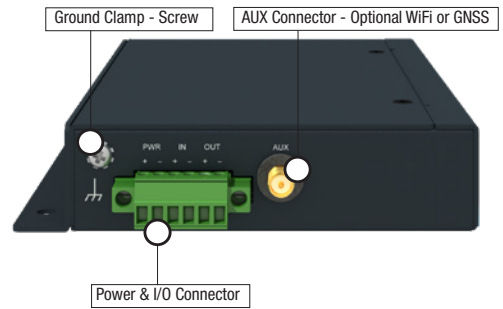 Ground Clamp - Screw
AUX Connector - Optional WiFi or GNSS
PWR IN OUT AUX
+ - + - + -
Power & I/O Connector